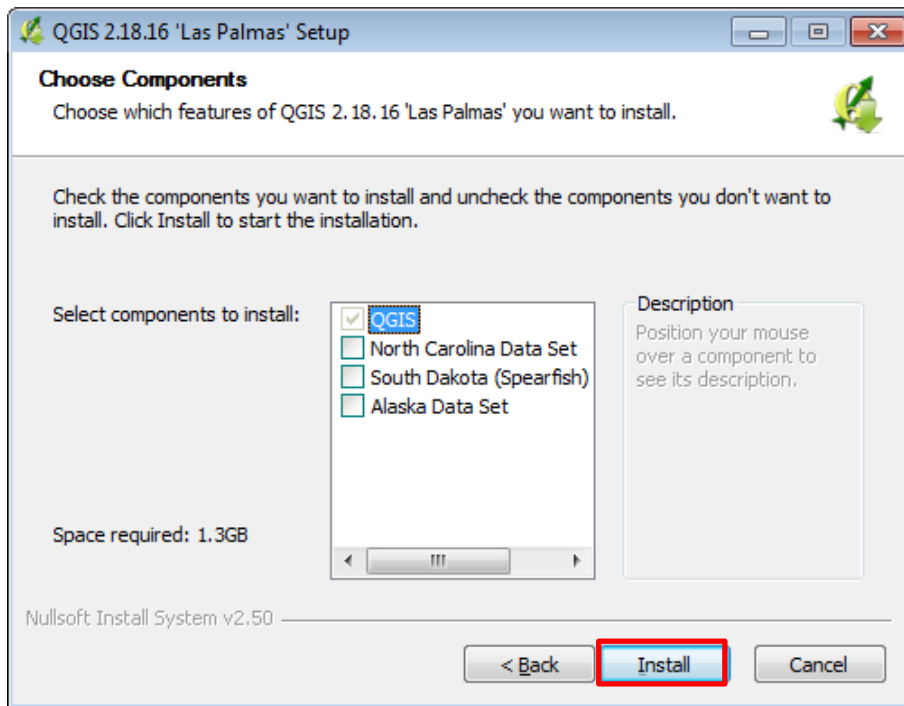 QGIS 2.18.16 'Las Palmas' Setup
Choose Components
Choose which features of QGIS 2.18.16 'Las Palmas' you want to install.
Check the components you want to install and uncheck the components you don't want to
install. Click Install to start the installation.
Select components to install:
QGIS
North Carolina Data Set
South Dakota (Spearfish)
Alaska Data Set
Description
Position your mouse
over a component to
see its description.
Space required: 1.3GB
Nullsoft Install System v2.50
< Back
Install
Cancel